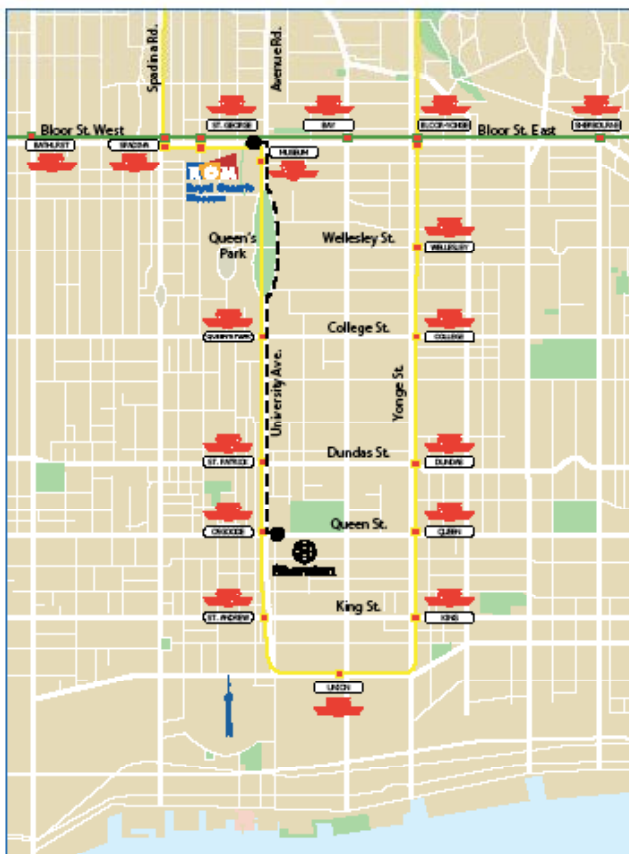 Spadina Rd.
Avenue Rd.
ST. GEORGE
BAY
BLOOR-YONGE
SHERBOURNE
Bloor St. West
Bloor St. East
BATHURST
SPADINA
MUSEUM
ROM
Royal Ontario
Museum
Queen's
Park
Wellesley St.
WELLESLEY
College St.
QUEEN'S PARK
COLLEGE
University Ave.
Yonge St.
Dundas St.
ST. PATRICK
DUNDAS
Queen St.
OSGOODE
QUEEN
Sheraton
King St.
ST. ANDREW
KING
UNION